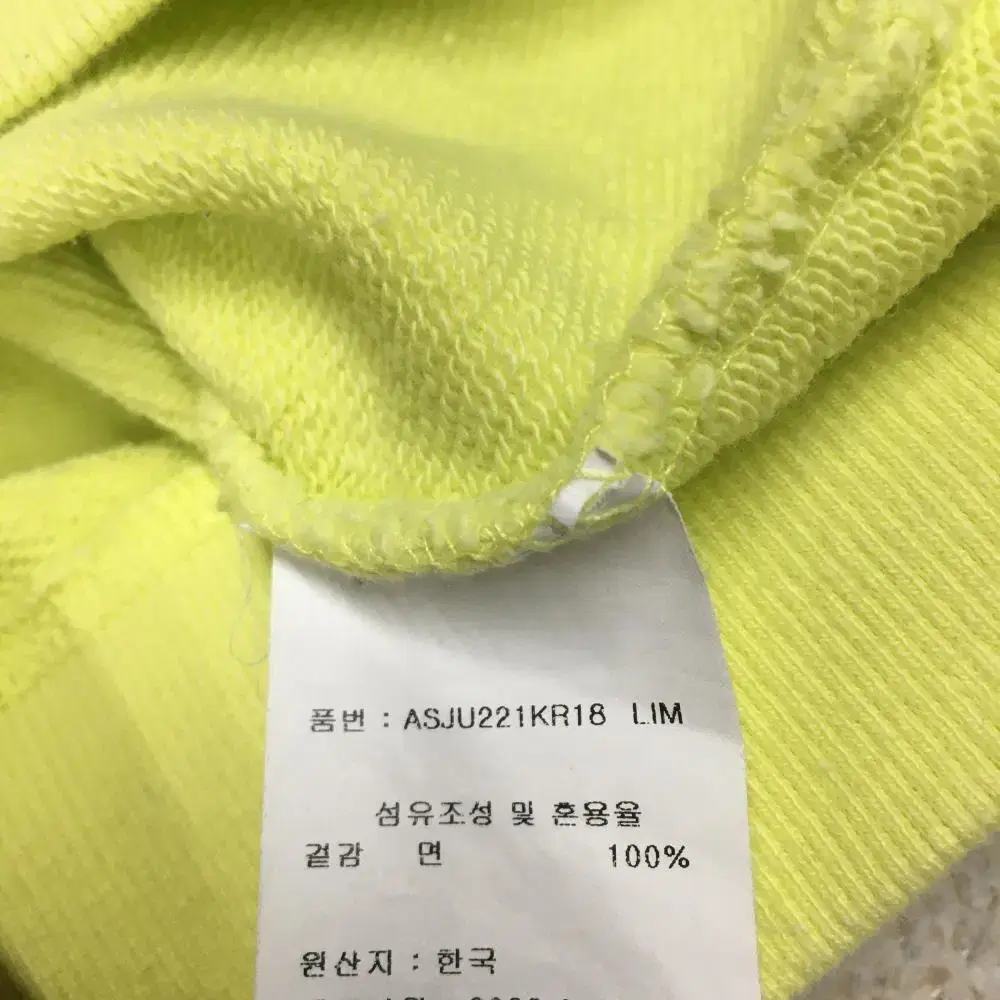 품번 : ASJU221KR18 LIM
섬유조성 및 혼용율
겉감 면 100%
원산지 : 한국